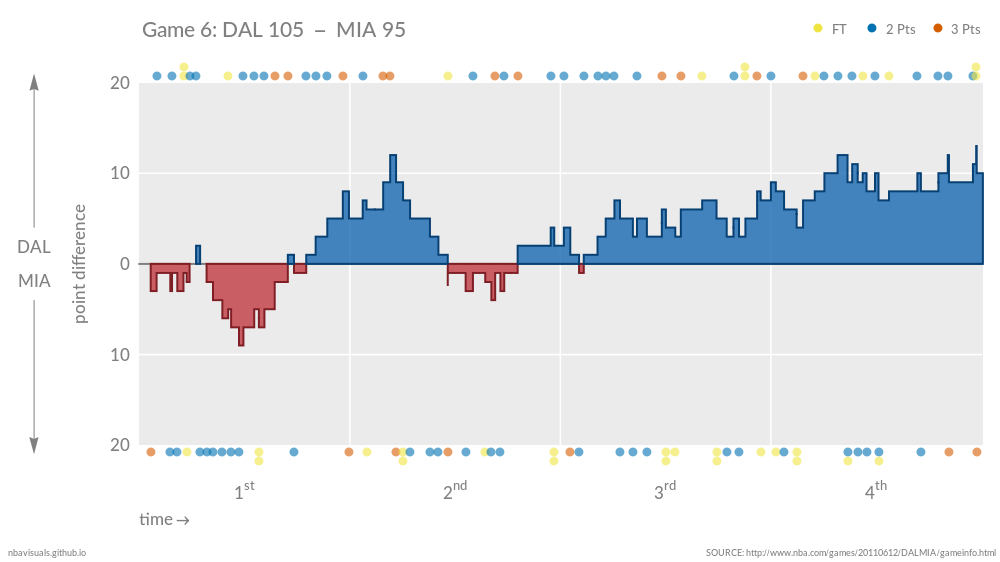 Game 6: DAL 105 – MIA 95
FT 2 Pts 3 Pts
20
10
0
10
20
DAL
MIA
point difference
1st 2nd 3rd 4th
time→
nbavisuals.github.io
SOURCE: http://www.nba.com/games/20110612/DALMIA/gameinfo.html